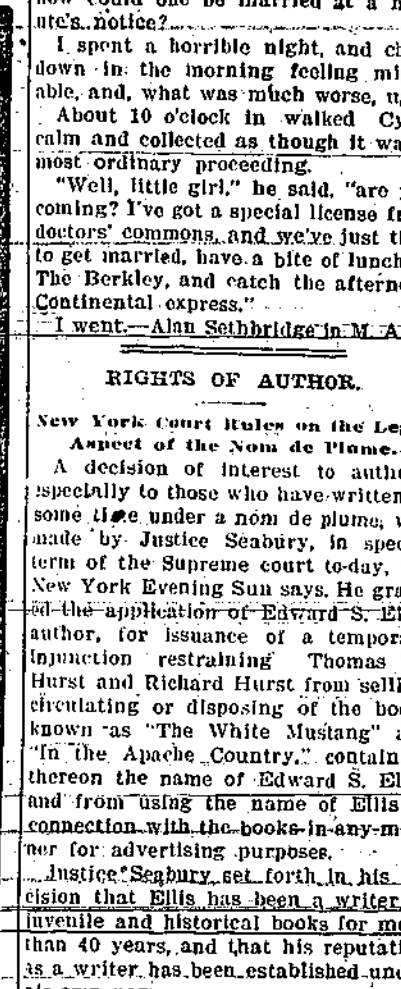 now could one be married at a
ute's notice?
I spent a horrible night, and
down in the morning feeling
able, and, what was much worse,
About 10 o'clock in walked Cy
calm and collected as though it wa
most ordinary proceeding.
"Well, little girl," he said, "are
coming? I've got a special license f
doctors' commons, and we've just t
to get married, have a bite of lunch
The Berkley, and catch the aftern
Continental express."
I went.—Alan Sethbridge in M. A
RIGHTS OF AUTHOR.
New York Court Rules on the Le
Aspect of the Nom de Plume.
A decision of interest to auth
especially to those who have written
some time under a nom de plume,
made by Justice Seabury, in spec
term of the Supreme court to-day,
New York Evening Sun says. He gra
ed the application of Edward S. El
author, for issuance of a tempor
injunction restraining Thomas
Hurst and Richard Hurst from selli
circulating or disposing of the bo
known as "The White Mustang" a
"In the Apache Country," contain
thereon the name of Edward S. El
and from using the name of Ellis
connection with the books in any m
ner for advertising purposes.
Justice Seabury set forth in his
cision that Ellis has been a writer
juvenile and historical books for mo
than 40 years, and that his reputati
as a writer has been established und